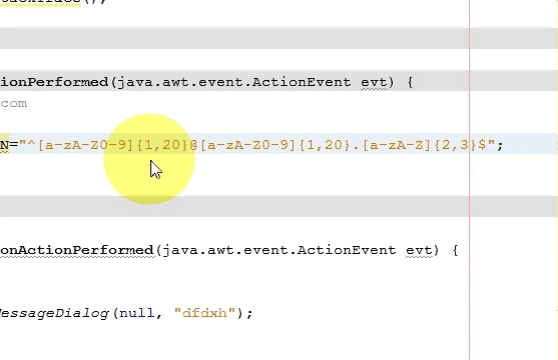 ionPerformed(java.awt.event.ActionEvent evt) {
com
N="^[a-zA-Z0-9]{1,20}@[a-zA-Z0-9]{1,20}.[a-zA-Z]{2,3}$";
onActionPerformed(java.awt.event.ActionEvent evt) {
MessageDialog(null, "dfdxh");